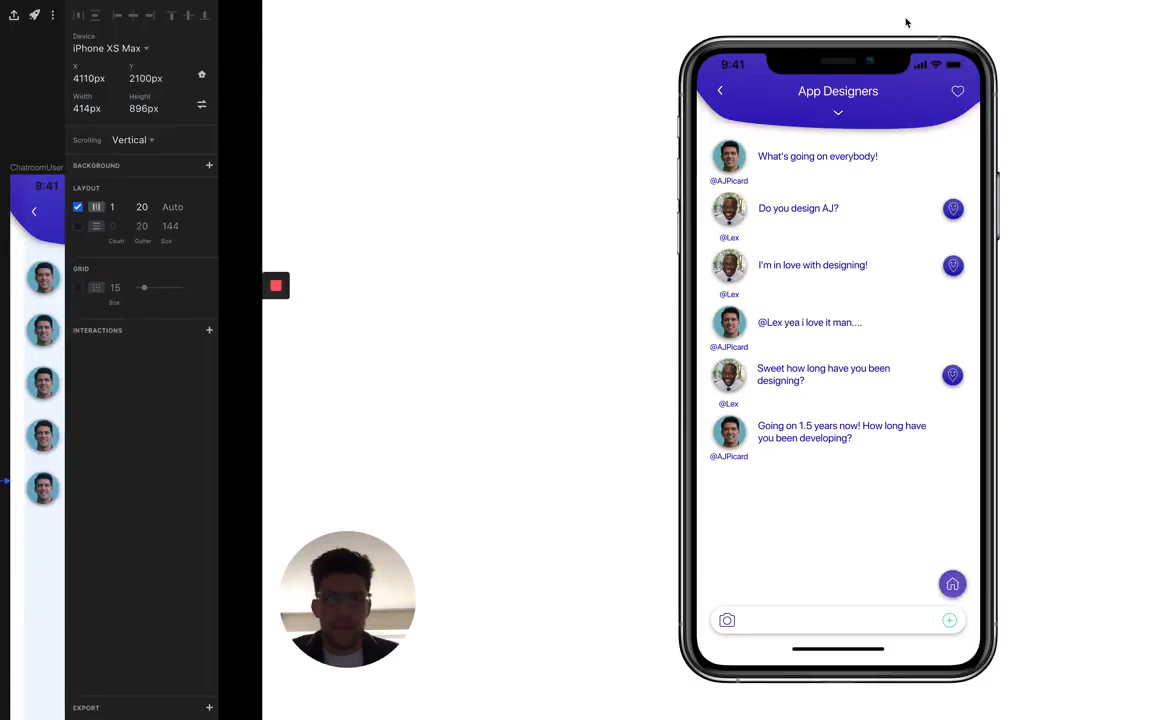 Device
iPhone XS Max
X
Y
4110px
2100px
Width
Height
414px
896px
Scrolling
Vertical
BACKGROUND
LAYOUT
1
20
Auto
0
20
144
Count
Gutter
Size
GRID
15
Size
INTERACTIONS
EXPORT
ChatroomUser
9:41
9:41
App Designers
What's going on everybody!
@AJPicard
Do you design AJ?
@Lex
I'm in love with designing!
@Lex
@Lex yea i love it man....
@AJPicard
Sweet how long have you been
designing?
@Lex
Going on 1.5 years now! How long have
you been developing?
@AJPicard